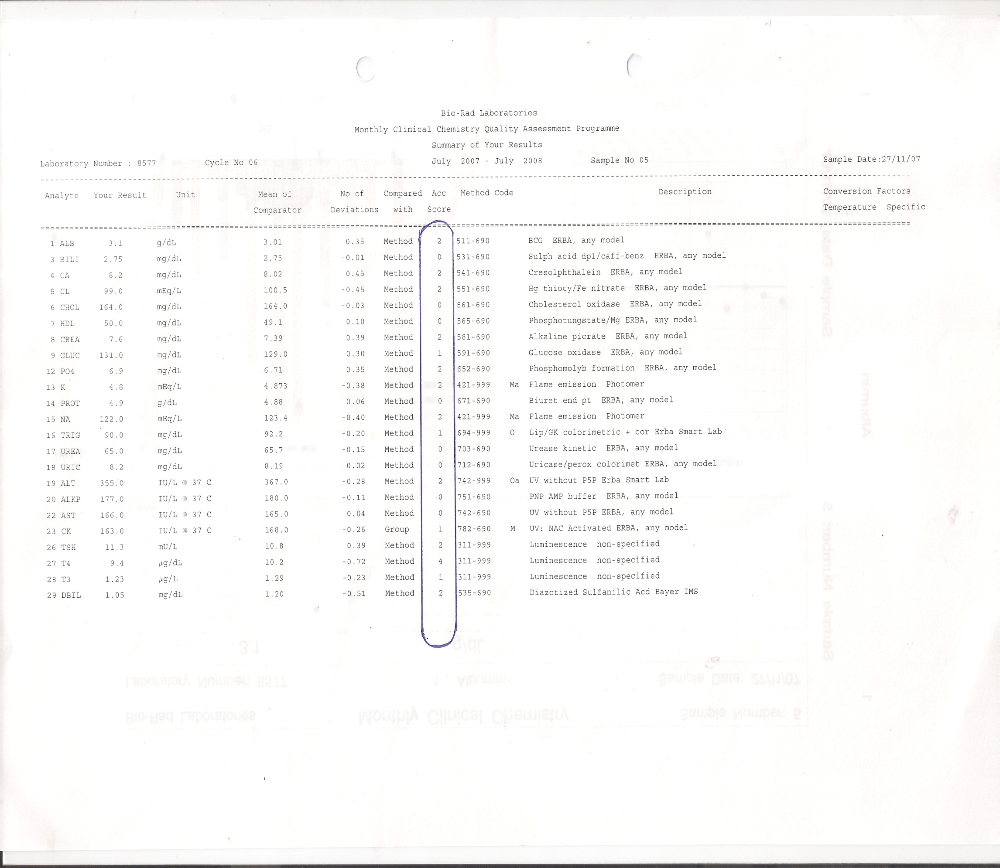 Bio-Rad Laboratories
Monthly Clinical Chemistry Quality Assessment Programme
Summary of Your Results
Laboratory Number : 8577 Cycle No 06 July 2007 - July 2008 Sample No 05 Sample Date:27/11/07
Analyte Your Result Unit Mean of No of Compared Acc Method Code Description Conversion Factors
Comparator Deviations with Score Temperature Specific
1 ALB 3.1 g/dL 3.01 0.35 Method 2 511-690 BCG ERBA, any model
3 BILI 2.75 mg/dL 2.75 -0.01 Method 0 531-690 Sulph acid dpl/caff-benz ERBA, any model
4 CA 8.2 mg/dL 8.02 0.45 Method 2 541-690 Cresolphthalein ERBA, any model
5 CL 99.0 mEq/L 100.5 -0.45 Method 2 551-690 Hg thiocy/Fe nitrate ERBA, any model
6 CHOL 164.0 mg/dL 164.0 -0.03 Method 0 561-690 Cholesterol oxidase ERBA, any model
7 HDL 50.0 mg/dL 49.1 0.10 Method 0 565-690 Phosphotungstate/Mg ERBA, any model
8 CREA 7.6 mg/dL 7.39 0.39 Method 2 581-690 Alkaline picrate ERBA, any model
9 GLUC 131.0 mg/dL 129.0 0.30 Method 1 591-690 Glucose oxidase ERBA, any model
12 PO4 6.9 mg/dL 6.71 0.35 Method 2 652-690 Phosphomolyb formation ERBA, any model
13 K 4.8 mEq/L 4.873 -0.38 Method 2 421-999 Ma Flame emission Photomer
14 PROT 4.9 g/dL 4.88 0.06 Method 0 671-690 Biuret end pt ERBA, any model
15 NA 122.0 mEq/L 123.4 -0.40 Method 2 421-999 Ma Flame emission Photomer
16 TRIG 90.0 mg/dL 92.2 -0.20 Method 1 694-999 O Lip/GK colorimetric + cor Erba Smart Lab
17 UREA 65.0 mg/dL 65.7 -0.15 Method 0 703-690 Urease kinetic ERBA, any model
18 URIC 8.2 mg/dL 8.19 0.02 Method 0 712-690 Uricase/perox colorimet ERBA, any model
19 ALT 355.0 IU/L @ 37 C 367.0 -0.28 Method 2 742-999 Oa UV without P5P Erba Smart Lab
20 ALKP 177.0 IU/L @ 37 C 180.0 -0.11 Method 0 751-690 PNP AMP buffer ERBA, any model
22 AST 166.0 IU/L @ 37 C 165.0 0.04 Method 0 742-690 UV without P5P ERBA, any model
23 CK 163.0 IU/L @ 37 C 168.0 -0.26 Group 1 782-690 M UV: NAC Activated ERBA, any model
26 TSH 11.3 mU/L 10.8 0.39 Method 2 311-999 Luminescence non-specified
27 T4 9.4 µg/dL 10.2 -0.72 Method 4 311-999 Luminescence non-specified
28 T3 1.23 µg/L 1.29 -0.23 Method 1 311-999 Luminescence non-specified
29 DBIL 1.05 mg/dL 1.20 -0.51 Method 2 535-690 Diazotized Sulfanilic Acd Bayer IMS